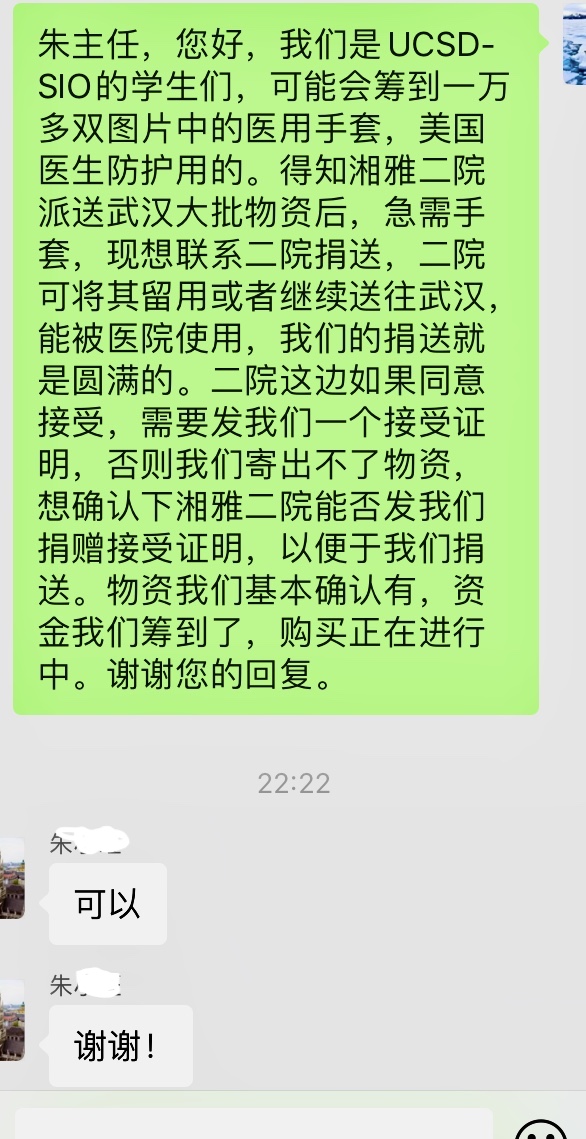 朱主任，您好，我们是UCSD-
SIO的学生们，可能会筹到一万
多双图片中的医用手套，美国
医生防护用的。得知湘雅二院
派送武汉大批物资后，急需手
套，现想联系二院捐送，二院
可将其留用或者继续送往武汉，
能被医院使用，我们的捐送就
是圆满的。二院这边如果同意
接受，需要发我们一个接受证
明，否则我们寄出不了物资，
想确认下湘雅二院能否发我们
捐赠接受证明，以便于我们捐
送。物资我们基本确认有，资
金我们筹到了，购买正在进行
中。谢谢您的回复。
22:22
朱
可以
朱
谢谢！